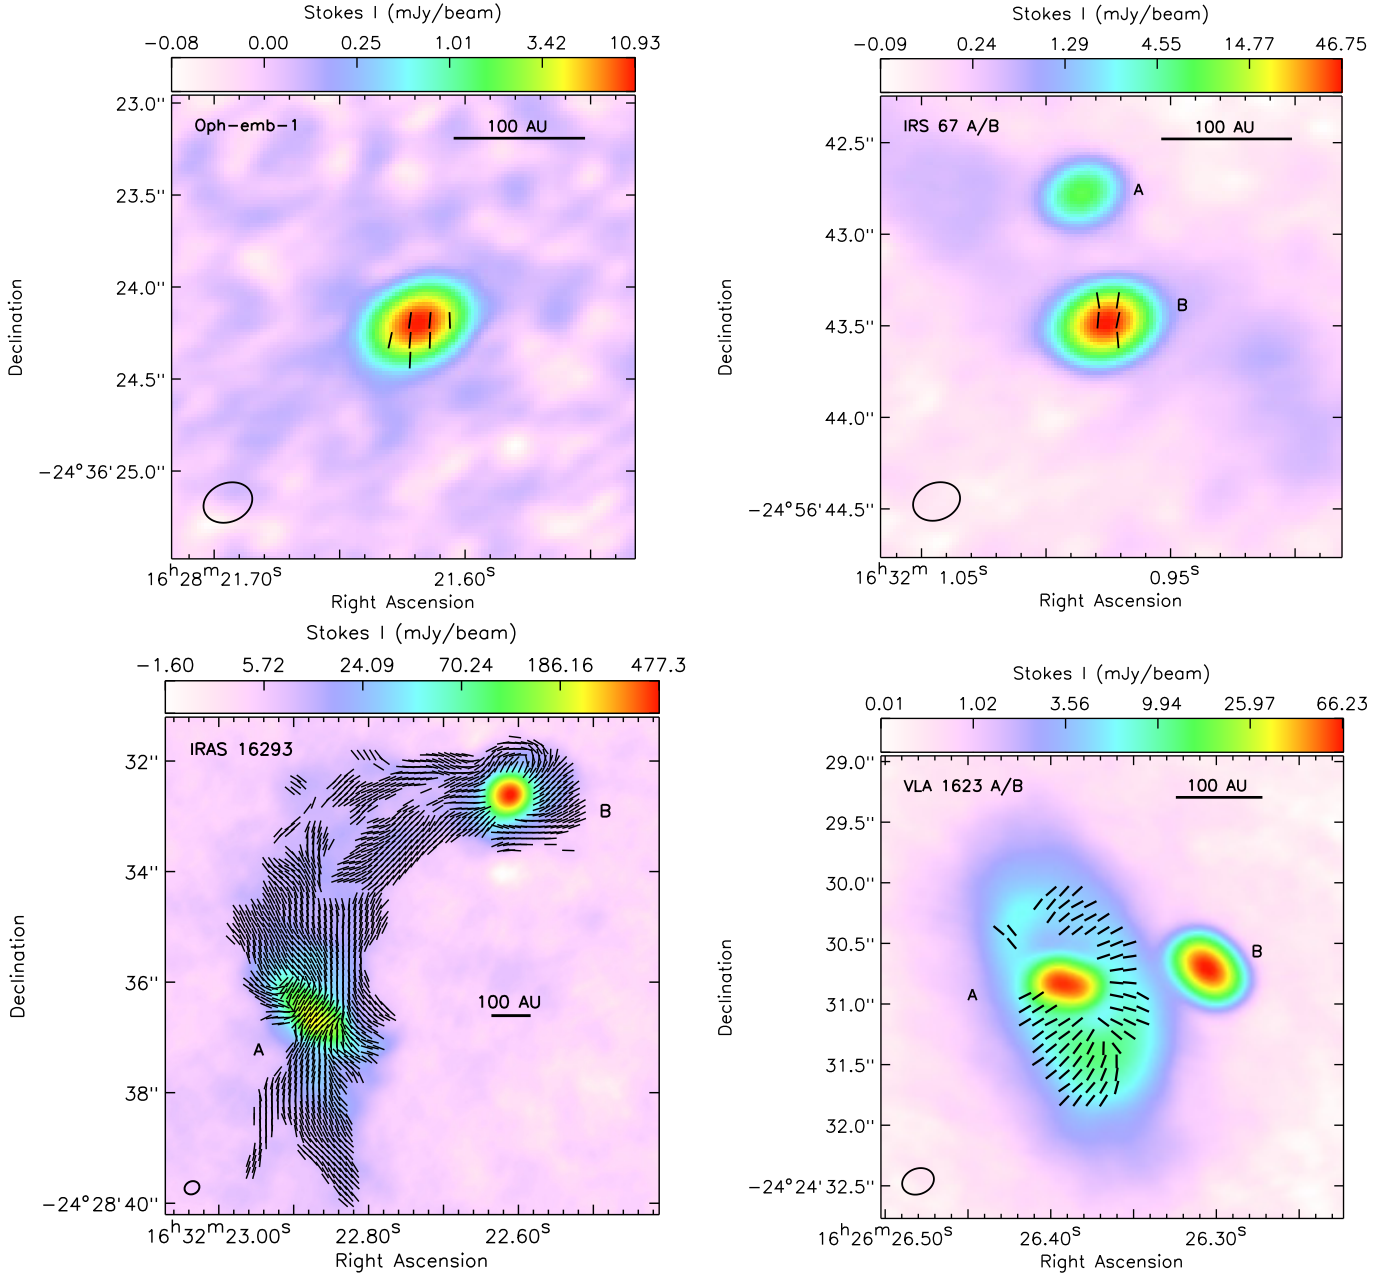 Stokes I (mJy/beam)
−0.08 0.00 0.25 1.01 3.42 10.93
Oph−emb−1
100 AU
23.0''
23.5''
24.0''
24.5''
−24°36'25.0''
Declination
16h28m21.70s 21.60s
Right Ascension
Stokes I (mJy/beam)
−0.09 0.24 1.29 4.55 14.77 46.75
IRS 67 A/B
100 AU
A
B
42.5''
43.0''
43.5''
44.0''
−24°56'44.5''
Declination
16h32m 1.05s 0.95s
Right Ascension
Stokes I (mJy/beam)
−1.60 5.72 24.09 70.24 186.16 477.3
IRAS 16293
B
100 AU
A
32''
34''
36''
38''
−24°28'40''
Declination
16h32m23.00s 22.80s 22.60s
Right Ascension
Stokes I (mJy/beam)
0.01 1.02 3.56 9.94 25.97 66.23
VLA 1623 A/B
100 AU
B
A
29.0''
29.5''
30.0''
30.5''
31.0''
31.5''
32.0''
−24°24'32.5''
Declination
16h26m26.50s 26.40s 26.30s
Right Ascension